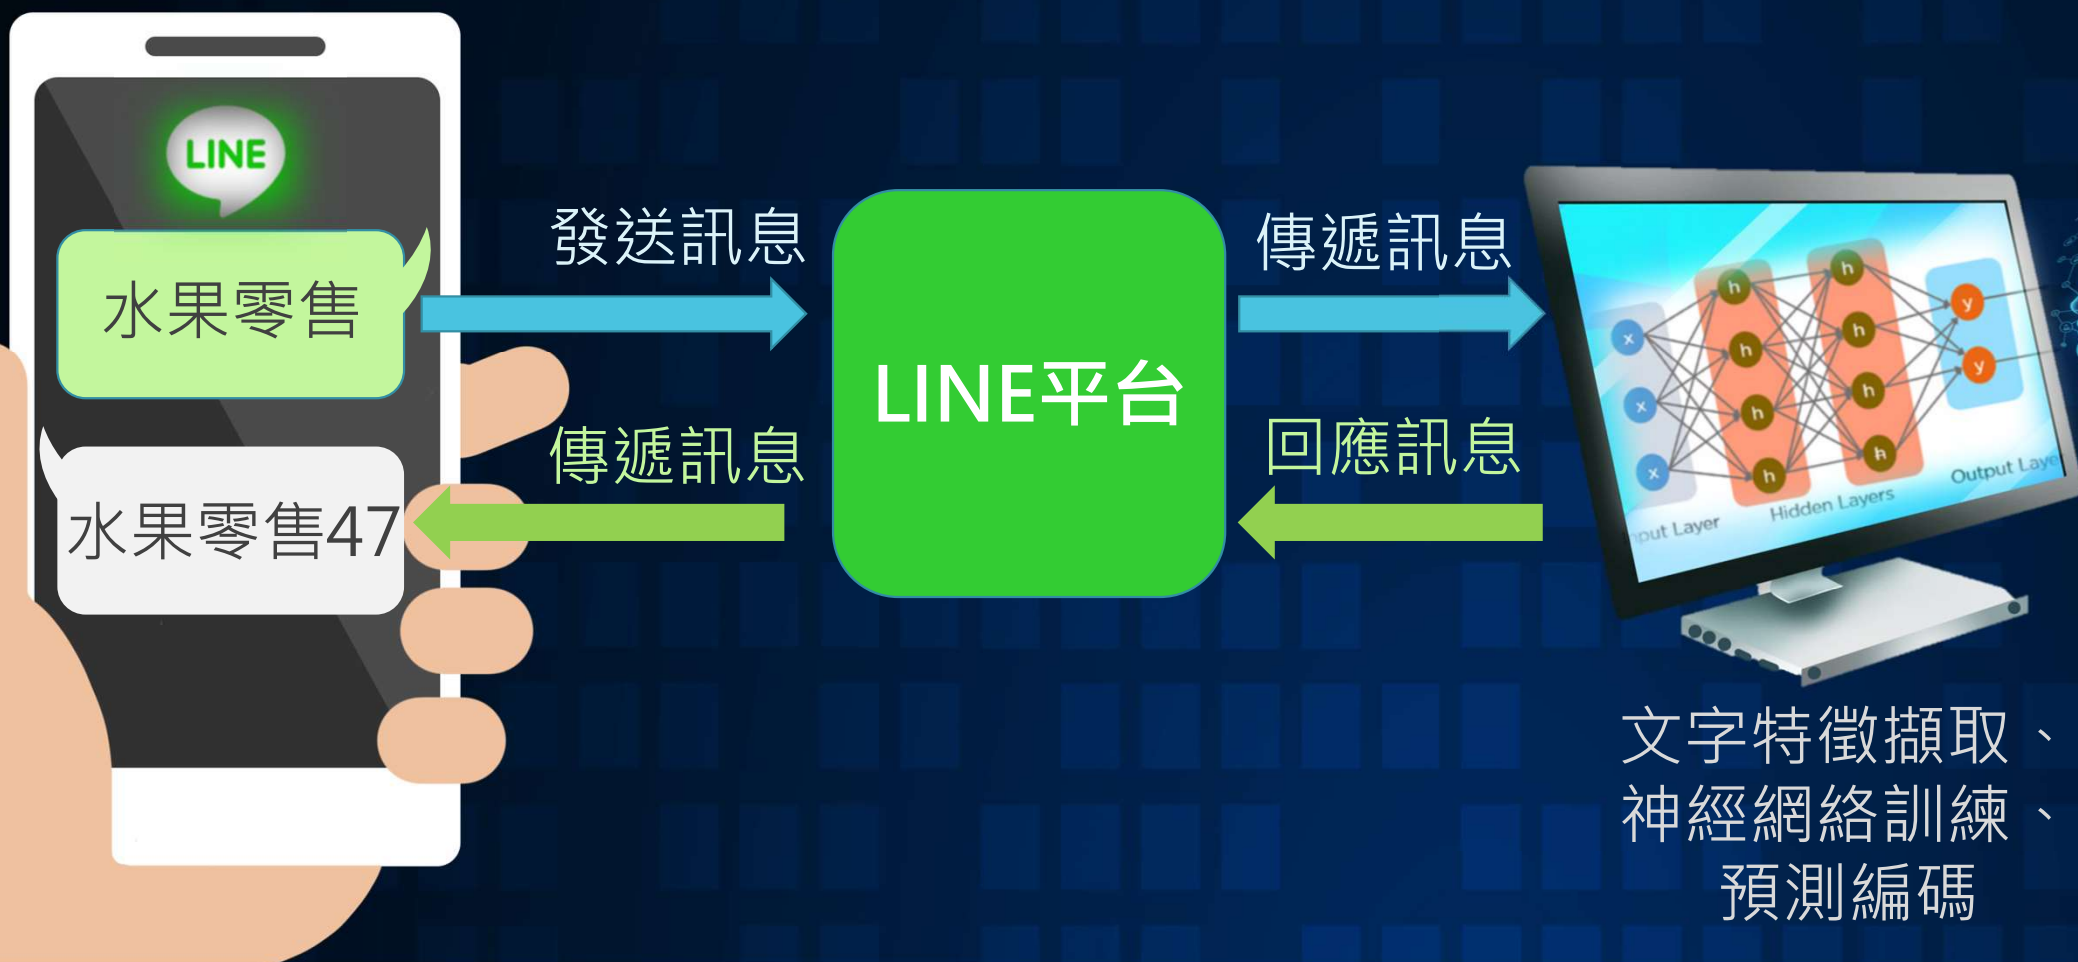 LINE
水果零售
水果零售47
發送訊息
傳遞訊息
LINE平台
傳遞訊息
回應訊息
x
x
x
h
h
h
h
h
h
h
h
y
y
put Layer
Hidden Layers
Output Laye
文字特徵擷取、
神經網絡訓練、
預測編碼